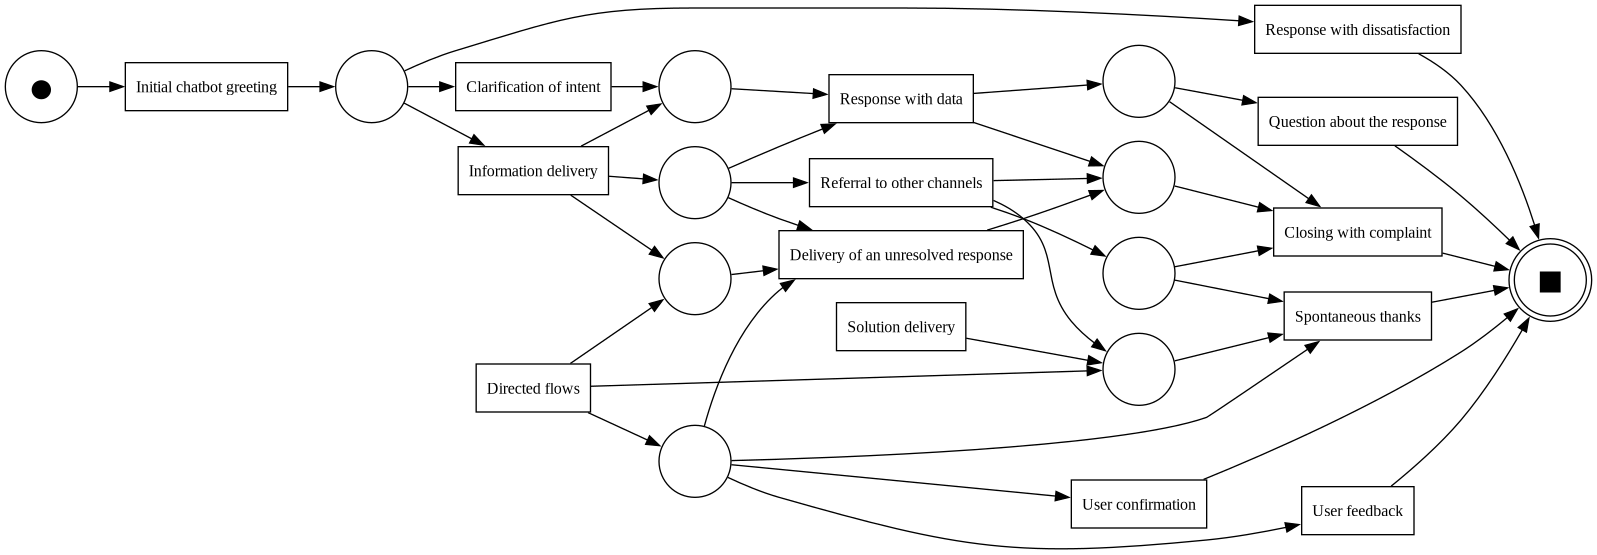 Response with dissatisfaction
Initial chatbot greeting
Clarification of intent
Response with data
Question about the response
Information delivery
Referral to other channels
Closing with complaint
Delivery of an unresolved response
Solution delivery
Spontaneous thanks
Directed flows
User confirmation
User feedback